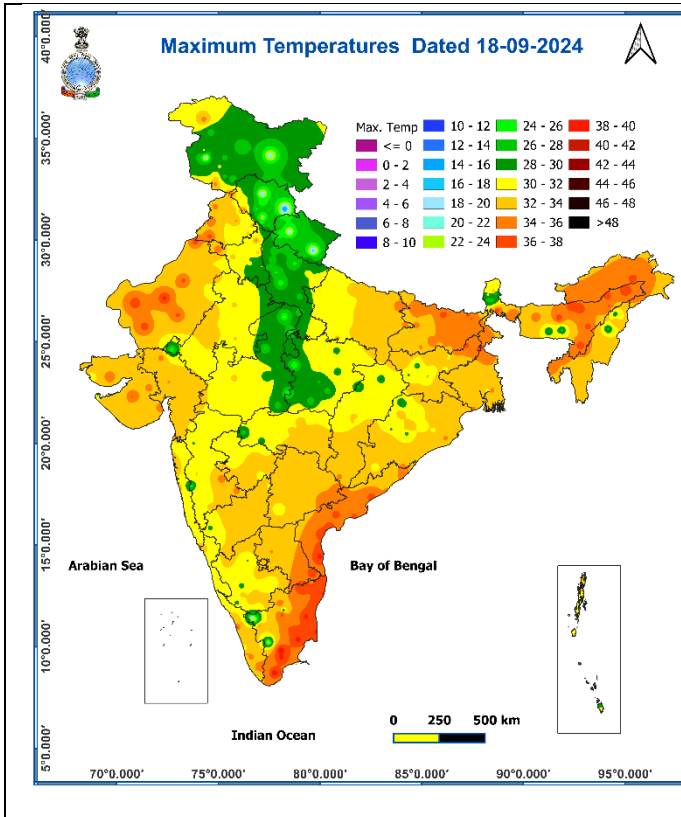 Maximum Temperatures Dated 18-09-2024
Max. Temp
<= 0
0 - 2
2 - 4
4 - 6
6 - 8
8 - 10
10 - 12
12 - 14
14 - 16
16 - 18
18 - 20
20 - 22
22 - 24
24 - 26
26 - 28
28 - 30
30 - 32
32 - 34
34 - 36
36 - 38
38 - 40
40 - 42
42 - 44
44 - 46
46 - 48
>48
40°0.000'
35°0.000'
30°0.000'
25°0.000'
20°0.000'
15°0.000'
10°0.000'
5°0.000'
Arabian Sea
Bay of Bengal
Indian Ocean
0 250 500 km
70°0.000' 75°0.000' 80°0.000' 85°0.000' 90°0.000' 95°0.000'